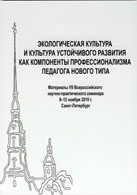 ЭКОЛОГИЧЕСКАЯ КУЛЬТУРА
И КУЛЬТУРА УСТОЙЧИВОГО РАЗВИТИЯ
КАК КОМПОНЕНТЫ ПРОФЕССИОНАЛИЗМА
ПЕДАГОГА НОВОГО ТИПА
Материалы VII Всероссийского
научно-практического семинара
8–12 ноября 2010 г.
Санкт-Петербург